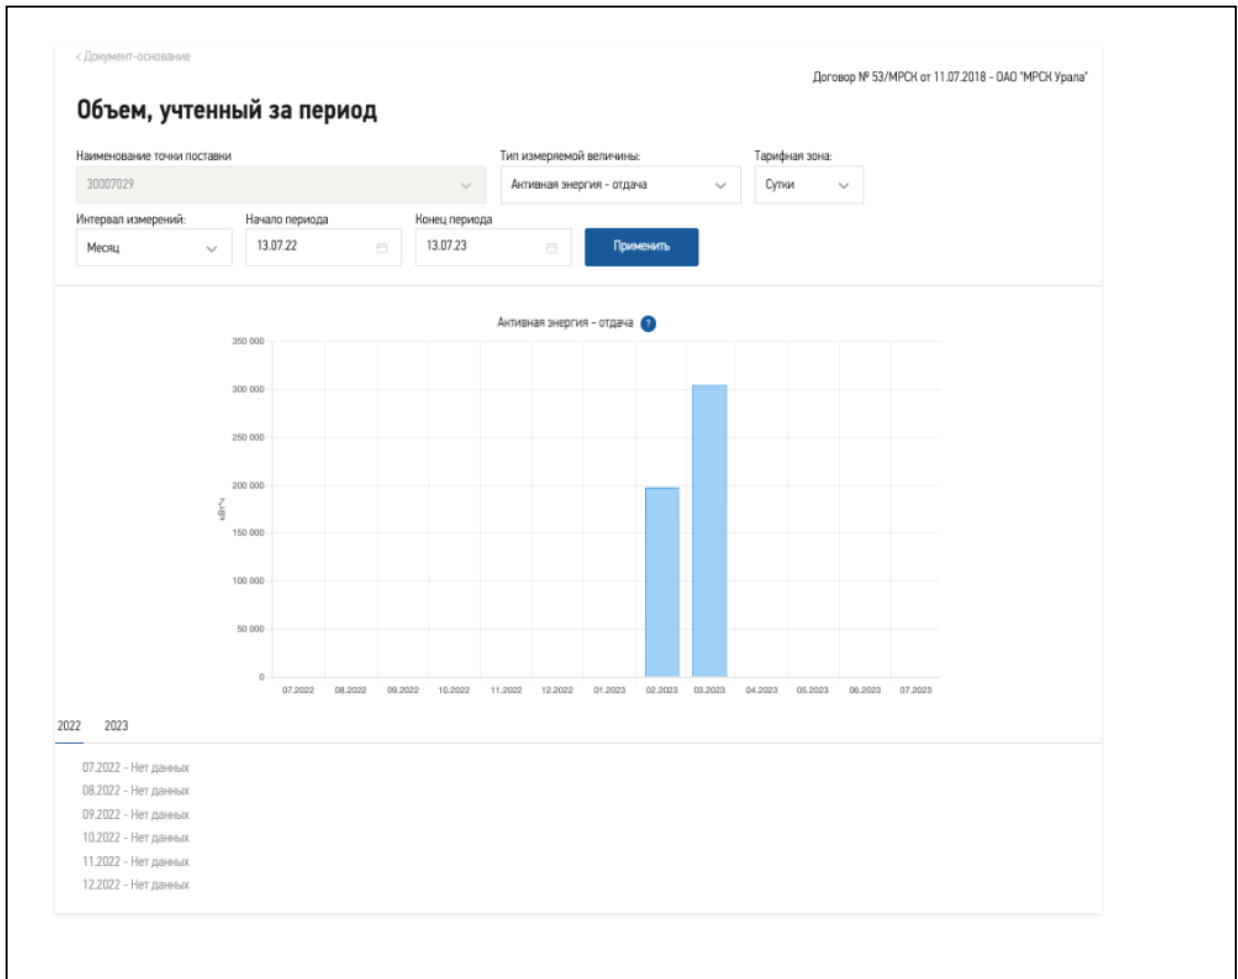 < Документ-основание
Договор № 53/МРСК от 11.07.2018 - ОАО "МРСК Урала"
Объем, учтенный за период
Наименование точки поставки
Тип измеряемой величины:
Тарифная зона:
30007029
Активная энергия - отдача
Сутки
Интервал измерений:
Начало периода
Конец периода
Месяц
13.07.22
13.07.23
Применить
Активная энергия - отдача ?
350 000
300 000
250 000
200 000
150 000
100 000
50 000
0
кВт*ч
07.2022 08.2022 09.2022 10.2022 11.2022 12.2022 01.2023 02.2023 03.2023 04.2023 05.2023 06.2023 07.2023
2022 2023
07.2022 - Нет данных
08.2022 - Нет данных
09.2022 - Нет данных
10.2022 - Нет данных
11.2022 - Нет данных
12.2022 - Нет данных